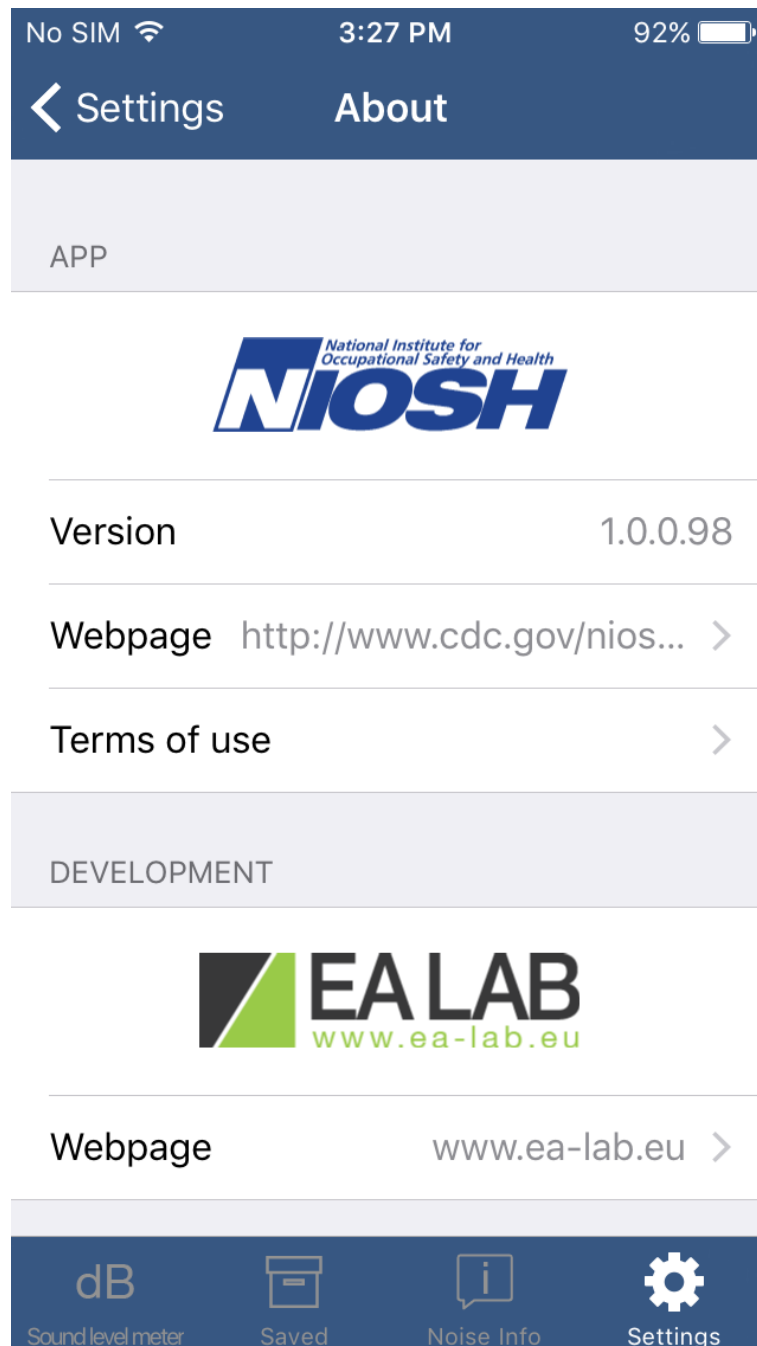 No SIM 3:27 PM 92%
Settings About
APP
National Institute for
Occupational Safety and Health
NIOSH
Version 1.0.0.98
Webpage http://www.cdc.gov/nios...
Terms of use
DEVELOPMENT
EA LAB
www.ea-lab.eu
Webpage www.ea-lab.eu
dB i
Sound level meter Saved Noise Info Settings